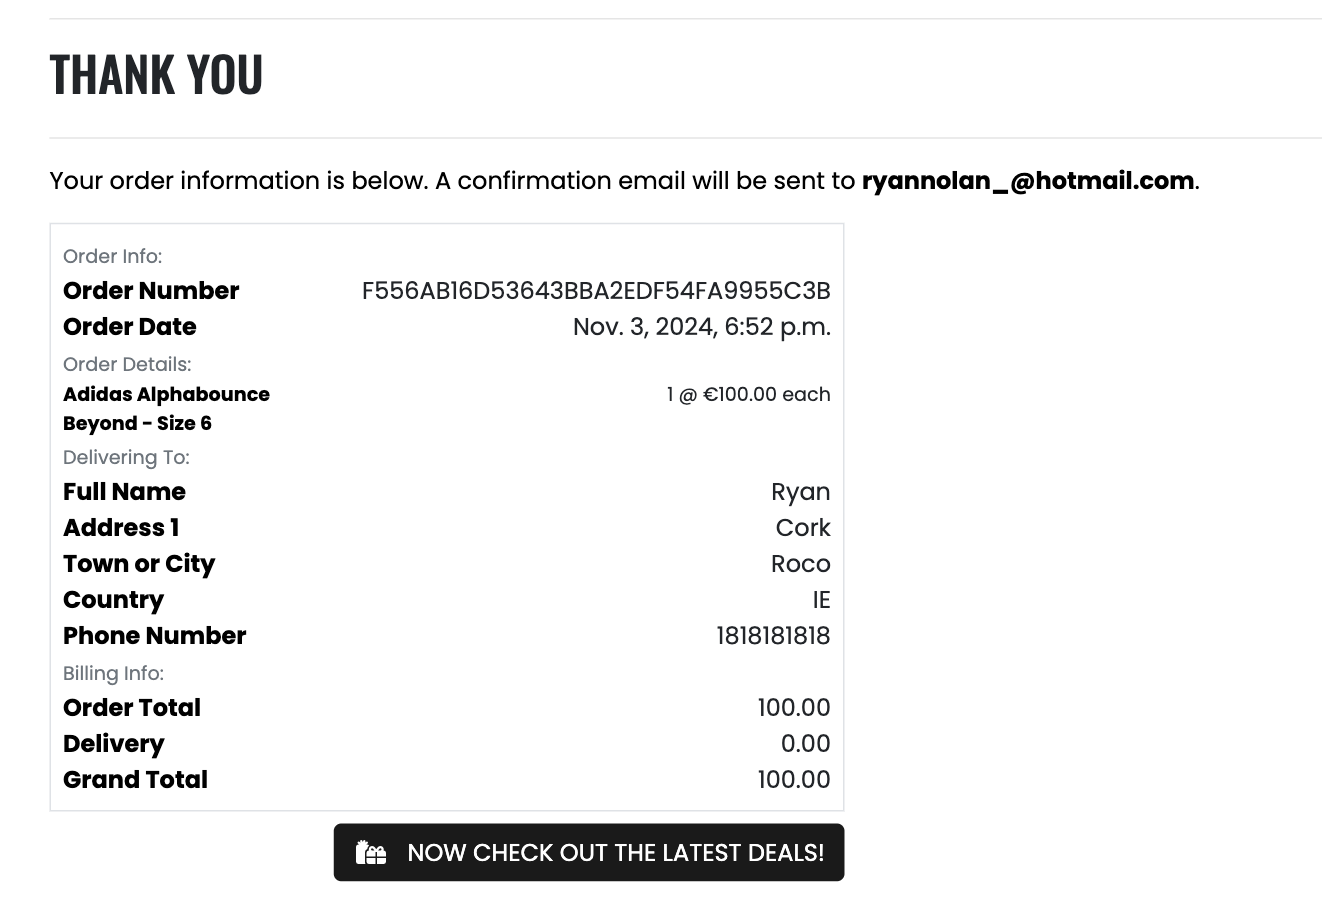 THANK YOU
Your order information is below. A confirmation email will be sent to ryannolan_@hotmail.com.
Order Info:
Order Number F556AB16D53643BBA2EDF54FA9955C3B
Order Date Nov. 3, 2024, 6:52 p.m.
Order Details:
Adidas Alphabounce 1 @ €100.00 each
Beyond - Size 6
Delivering To:
Full Name Ryan
Address 1 Cork
Town or City Roco
Country IE
Phone Number 1818181818
Billing Info:
Order Total 100.00
Delivery 0.00
Grand Total 100.00
NOW CHECK OUT THE LATEST DEALS!